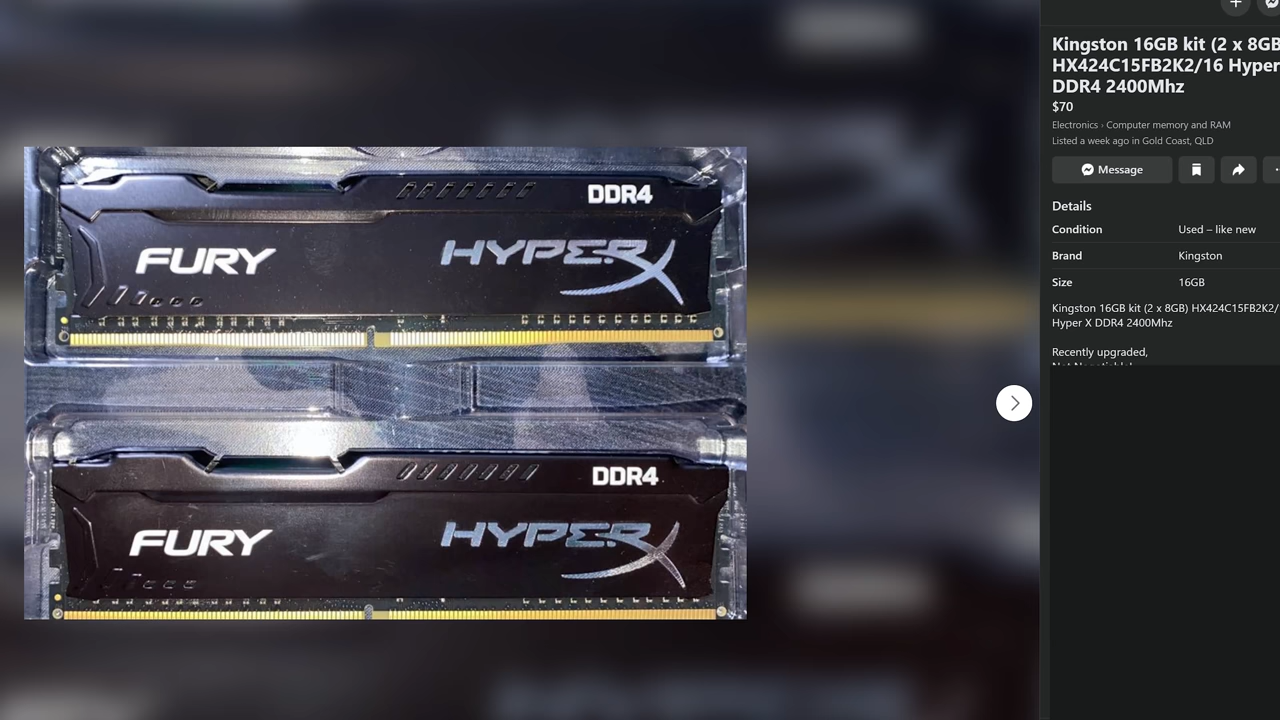 DDR4
FURY HYPERX
DDR4
FURY HYPERX
Kingston 16GB kit (2 x 8GB
HX424C15FB2K2/16 Hyper
DDR4 2400Mhz
$70
Electronics › Computer memory and RAM
Listed a week ago in Gold Coast, QLD
Message
Details
Condition Used – like new
Brand Kingston
Size 16GB
Kingston 16GB kit (2 x 8GB) HX424C15FB2K2/
Hyper X DDR4 2400Mhz
Recently upgraded,